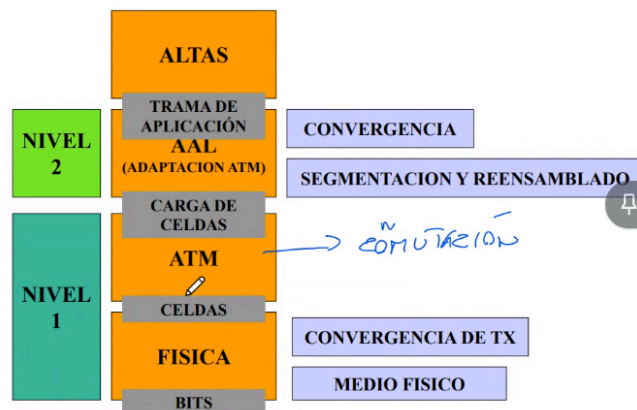 ALTAS
TRAMA DE
APLICACIÓN
NIVEL
2
AAL
(ADAPTACION ATM)
CONVERGENCIA
SEGMENTACION Y REENSAMBLADO
CARGA DE
CELDAS
NIVEL
1
ATM
COMUTACIÓN
CELDAS
FISICA
CONVERGENCIA DE TX
MEDIO FISICO
BITS